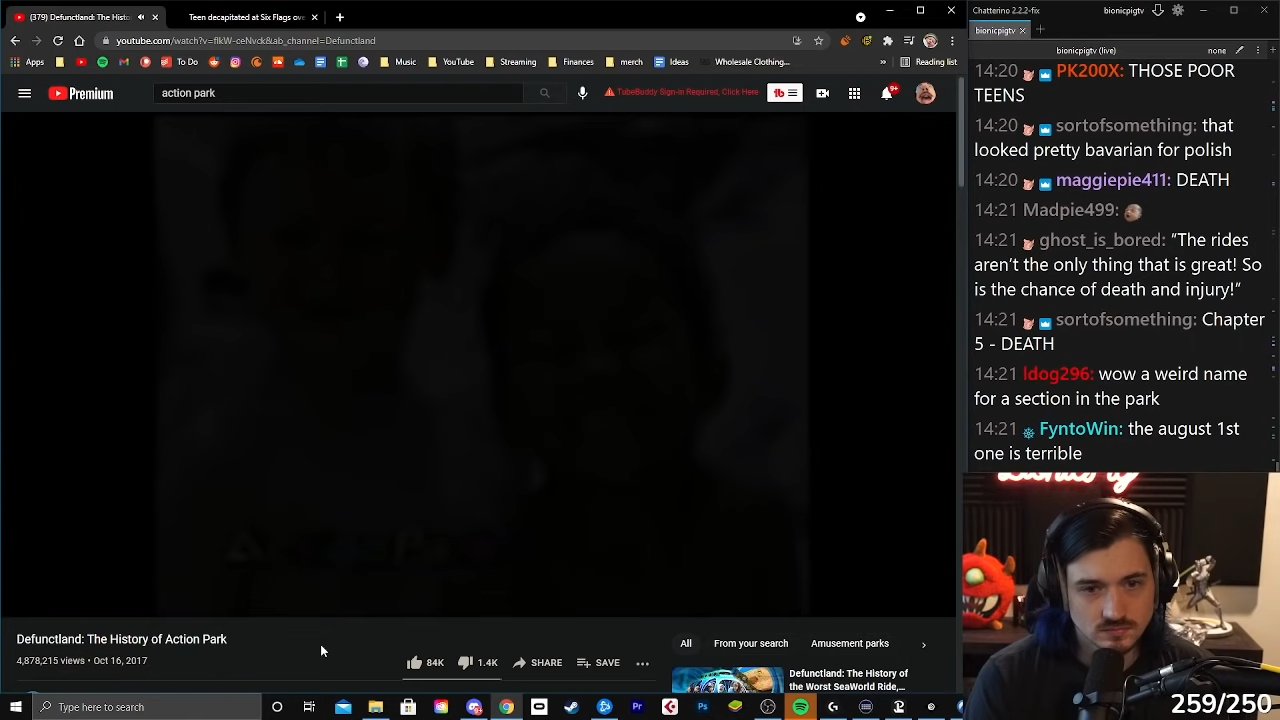 (379) Defunctland: The Hist
Teen decapitated at Six Flags ove
Chatterino 2.2.2-fix
bionicpigtv
bionicpigtv
youtube.com/watch?v=flkW-ceNvck&ab_channel=Defunctland
bionicpigtv (live)
none
Apps
To Do
Music
YouTube
Streaming
Finances
merch
Ideas
Wholesale Clothing...
Reading list
Premium
action park
TubeBuddy Sign-In Required, Click Here
tb
9+
14:20 PK200X: THOSE POOR
TEENS
14:20 sortofsomething: that
looked pretty bavarian for polish
14:20 maggiepie411: DEATH
14:21 Madpie499:
14:21 ghost_is_bored: “The rides
aren’t the only thing that is great! So
is the chance of death and injury!”
14:21 sortofsomething: Chapter
5 - DEATH
14:21 ldog296: wow a weird name
for a section in the park
14:21 FyntoWin: the august 1st
one is terrible
Defunctland: The History of Action Park
4,878,215 views • Oct 16, 2017
84K
1.4K
SHARE
SAVE
All
From your search
Amusement parks
Defunctland: The History of
the Worst SeaWorld Ride,...
Type here to search
Pr
Ps
259/250